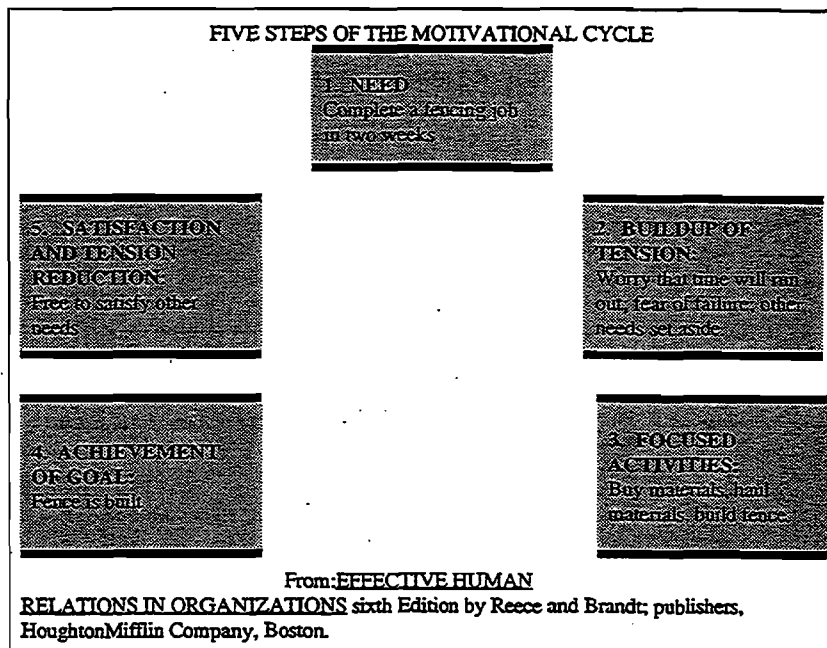 FIVE STEPS OF THE MOTIVATIONAL CYCLE
1. NEED
Complete a fencing job
in two weeks
2. BUILDUP OF
TENSION:
Worry that time will run
out, fear of failure; other
needs set aside
3. FOCUSED
ACTIVITIES:
Buy materials, haul
materials, build fence
4. ACHIEVEMENT
OF GOAL:
Fence is built
5. SATISFACTION
AND TENSION
REDUCTION:
Free to satisfy other
needs
From:EFFECTIVE HUMAN
RELATIONS IN ORGANIZATIONS sixth Edition by Reece and Brandt; publishers,
HoughtonMifflin Company, Boston.